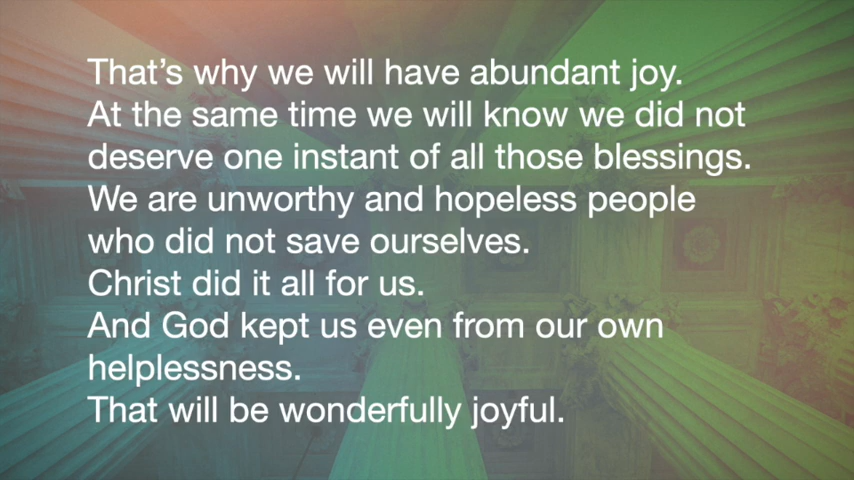 That’s why we will have abundant joy.
At the same time we will know we did not
deserve one instant of all those blessings.
We are unworthy and hopeless people
who did not save ourselves.
Christ did it all for us.
And God kept us even from our own
helplessness.
That will be wonderfully joyful.